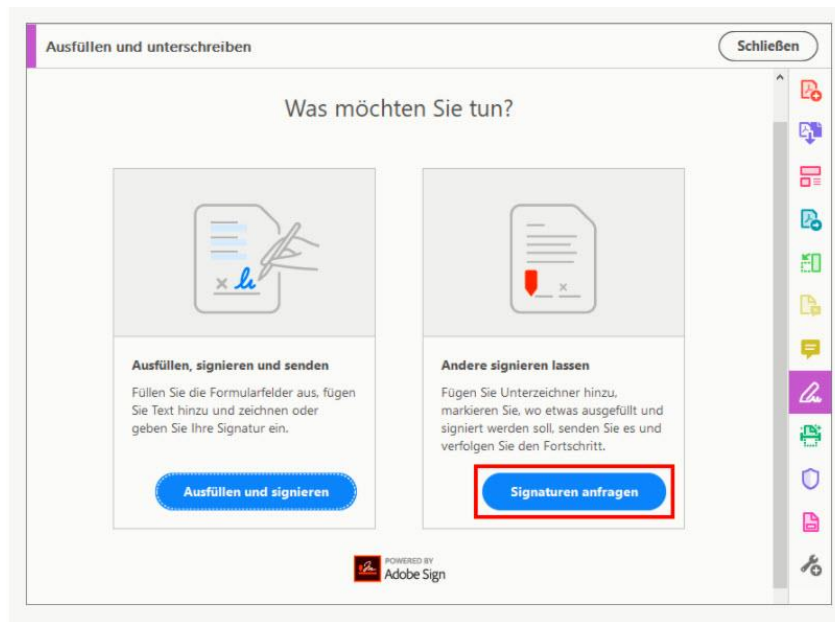 Ausfüllen und unterschreiben
Schließen
Was möchten Sie tun?
Ausfüllen, signieren und senden
Füllen Sie die Formularfelder aus, fügen
Sie Text hinzu und zeichnen oder
geben Sie Ihre Signatur ein.
Ausfüllen und signieren
Andere signieren lassen
Fügen Sie Unterzeichner hinzu,
markieren Sie, wo etwas ausgefüllt und
signiert werden soll, senden Sie es und
verfolgen Sie den Fortschritt.
Signaturen anfragen
POWERED BY
Adobe Sign